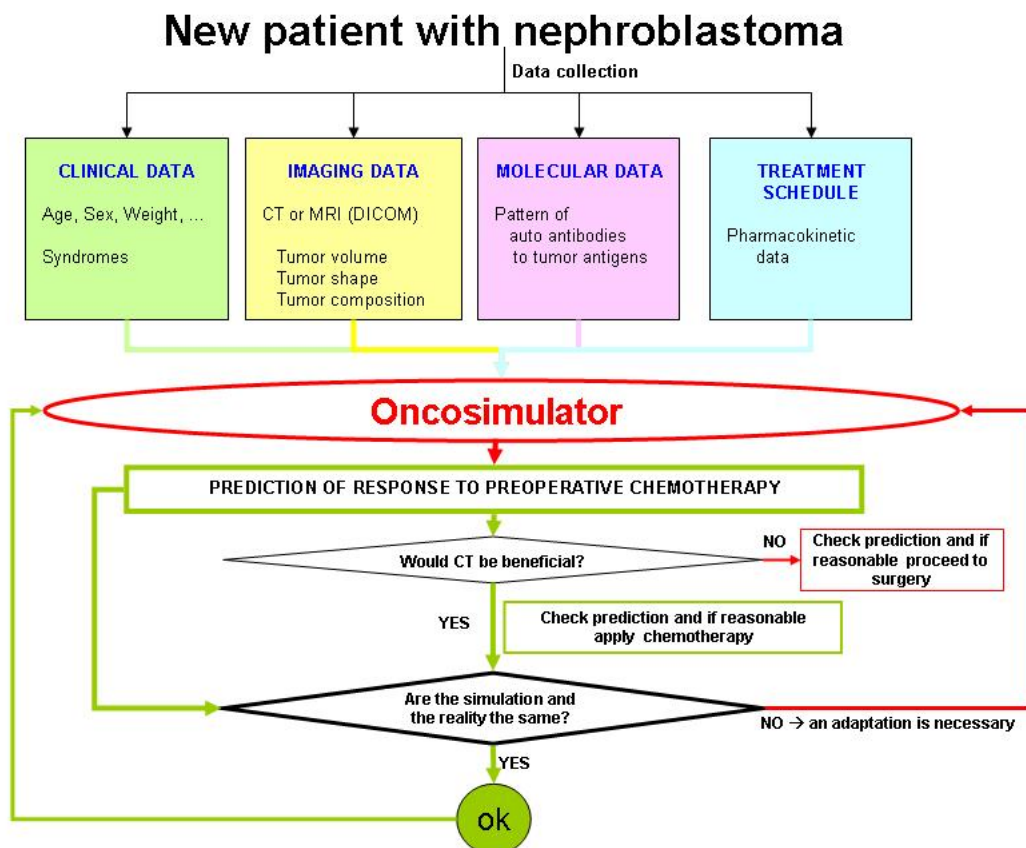 New patient with nephroblastoma
Data collection
CLINICAL DATA
Age, Sex, Weight, ...
Syndromes
IMAGING DATA
CT or MRI (DICOM)
Tumor volume
Tumor shape
Tumor composition
MOLECULAR DATA
Pattern of
auto antibodies
to tumor antigens
TREATMENT
SCHEDULE
Pharmacokinetic
data
Oncosimulator
PREDICTION OF RESPONSE TO PREOPERATIVE CHEMOTHERAPY
Would CT be beneficial?
NO
Check prediction and if
reasonable proceed to
surgery
YES
Check prediction and if reasonable
apply chemotherapy
Are the simulation and
the reality the same?
NO → an adaptation is necessary
YES
ok